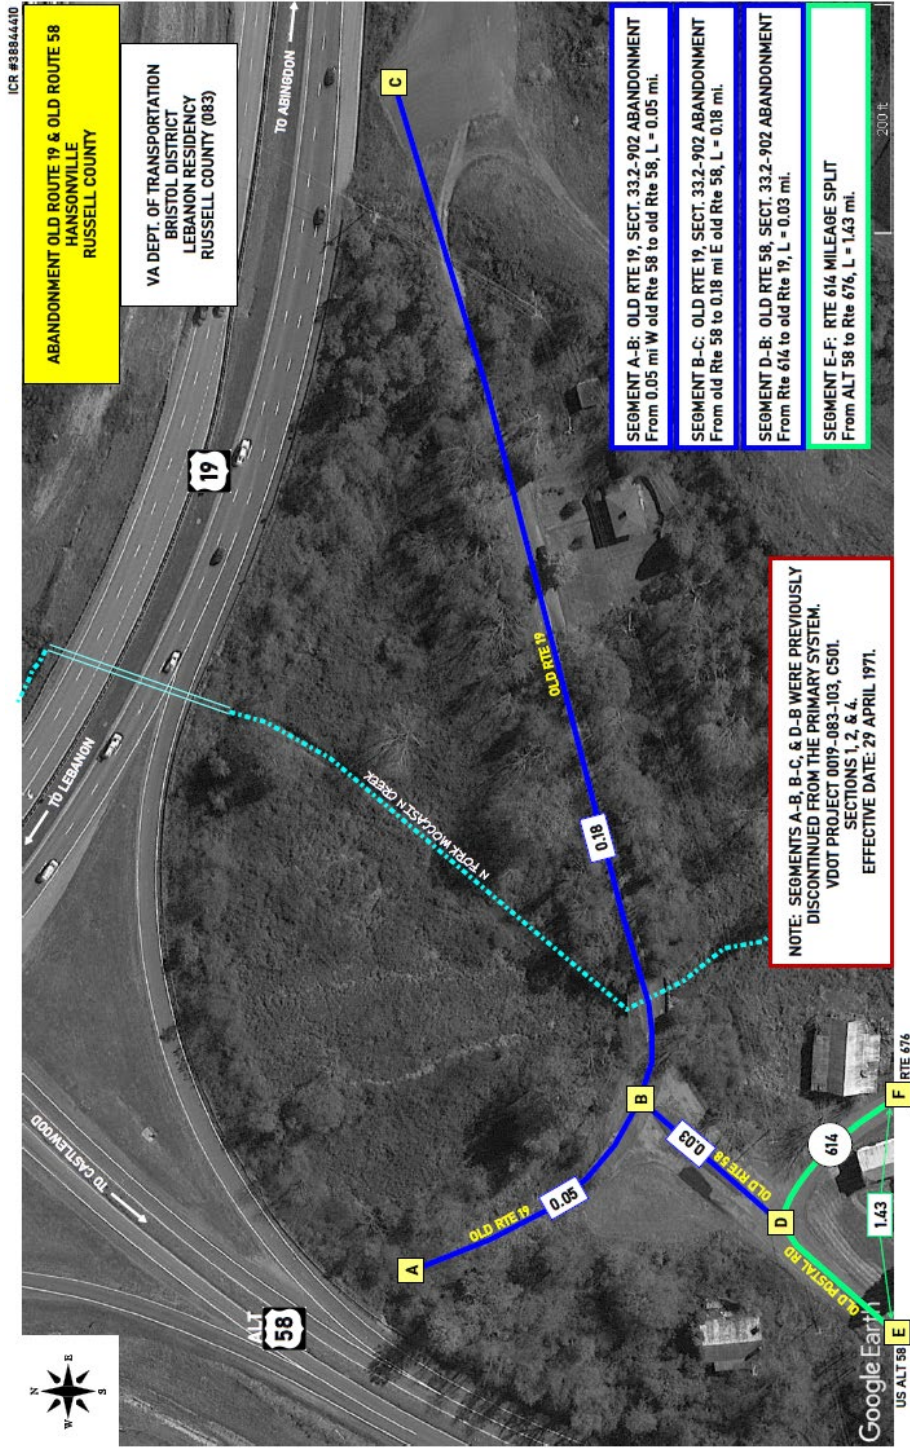 ICR #38844410
ABANDONMENT OLD ROUTE 19 & OLD ROUTE 58
HANSONVILLE
RUSSELL COUNTY
VA DEPT. OF TRANSPORTATION
BRISTOL DISTRICT
LEBANON RESIDENCY
RUSSELL COUNTY (083)
N
E
S
W
TO CASTLEWOOD
TO LEBANON
19
TO ABINGDON
ALT
58
N FORK MOCCASIN CREEK
A
OLD RTE 19
0.05
B
0.18
OLD RTE 19
C
0.03
OLD RTE 58
D
614
OLD POSTAL RD
1.43
E
F
US ALT 58
RTE 676
Google Earth
NOTE: SEGMENTS A-B, B-C, & D-B WERE PREVIOUSLY
DISCONTINUED FROM THE PRIMARY SYSTEM.
VDOT PROJECT 0019-083-103, C501.
SECTIONS 1, 2, & 4.
EFFECTIVE DATE: 29 APRIL 1971.
SEGMENT A-B: OLD RTE 19, SECT. 33.2-902 ABANDONMENT
From 0.05 mi W old Rte 58 to old Rte 58, L = 0.05 mi.
SEGMENT B-C: OLD RTE 19, SECT. 33.2-902 ABANDONMENT
From old Rte 58 to 0.18 mi E old Rte 58, L = 0.18 mi.
SEGMENT D-B: OLD RTE 58, SECT. 33.2-902 ABANDONMENT
From Rte 614 to old Rte 19, L = 0.03 mi.
SEGMENT E-F: RTE 614 MILEAGE SPLIT
From ALT 58 to Rte 676, L = 1.43 mi.
200 ft